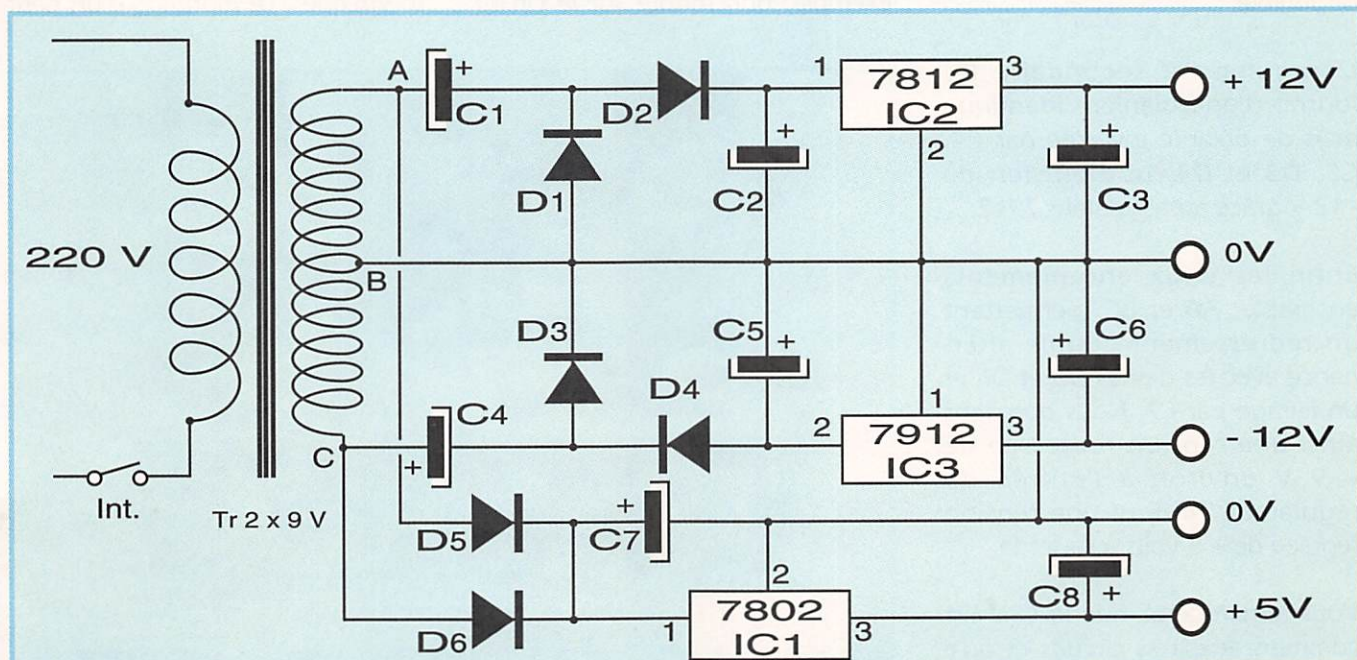 A
+
C1
D2
1
7812
IC2
3
2
+ 12V
D1
+
C2
+
C3
220 V
B
0V
D3
C5
+
C6
+
D4
C4
+
C
2
1
7912
IC3
3
- 12V
Int.
Tr 2 x 9 V
D5
+
C7
0V
2
D6
1
7802
IC1
3
C8
+
+ 5V